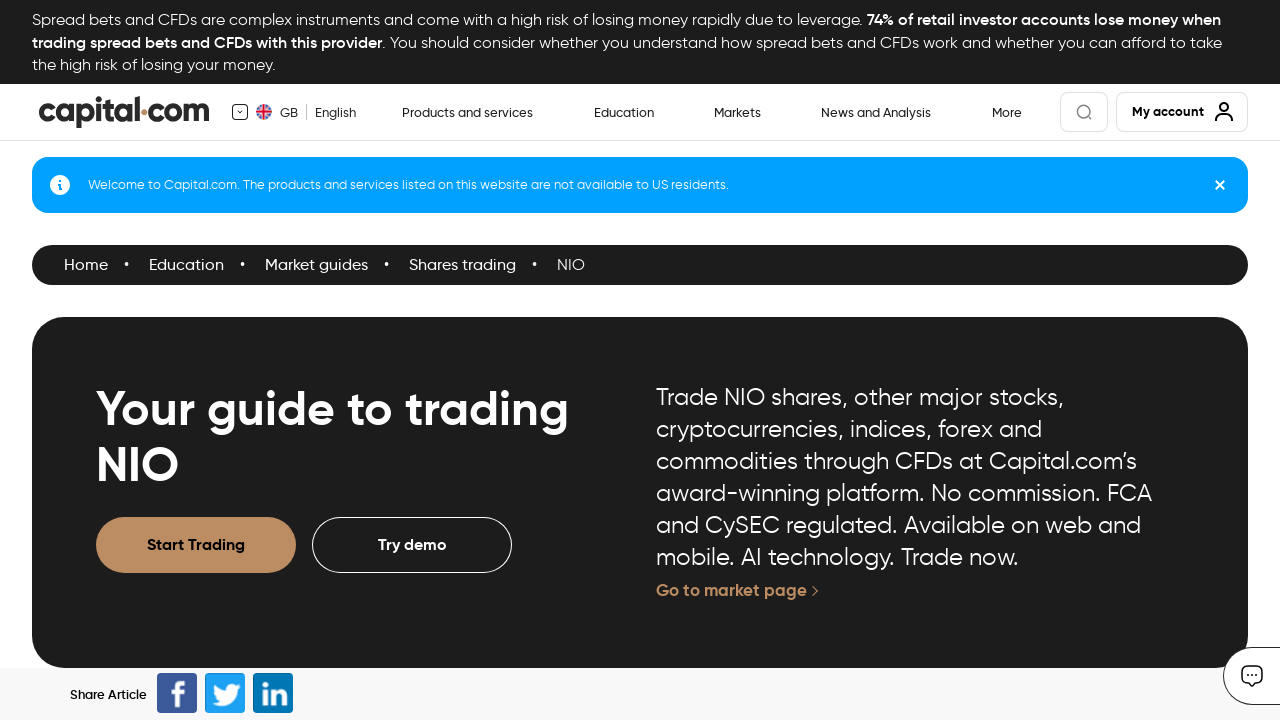 Spread bets and CFDs are complex instruments and come with a high risk of losing money rapidly due to leverage. 74% of retail investor accounts lose money when
trading spread bets and CFDs with this provider. You should consider whether you understand how spread bets and CFDs work and whether you can afford to take
the high risk of losing your money.
capital.com GB English Products and services Education Markets News and Analysis More My account
Welcome to Capital.com. The products and services listed on this website are not available to US residents.
Home • Education • Market guides • Shares trading • NIO
Your guide to trading
NIO
Start Trading Try demo
Trade NIO shares, other major stocks,
cryptocurrencies, indices, forex and
commodities through CFDs at Capital.com’s
award-winning platform. No commission. FCA
and CySEC regulated. Available on web and
mobile. AI technology. Trade now.
Go to market page
Share Article